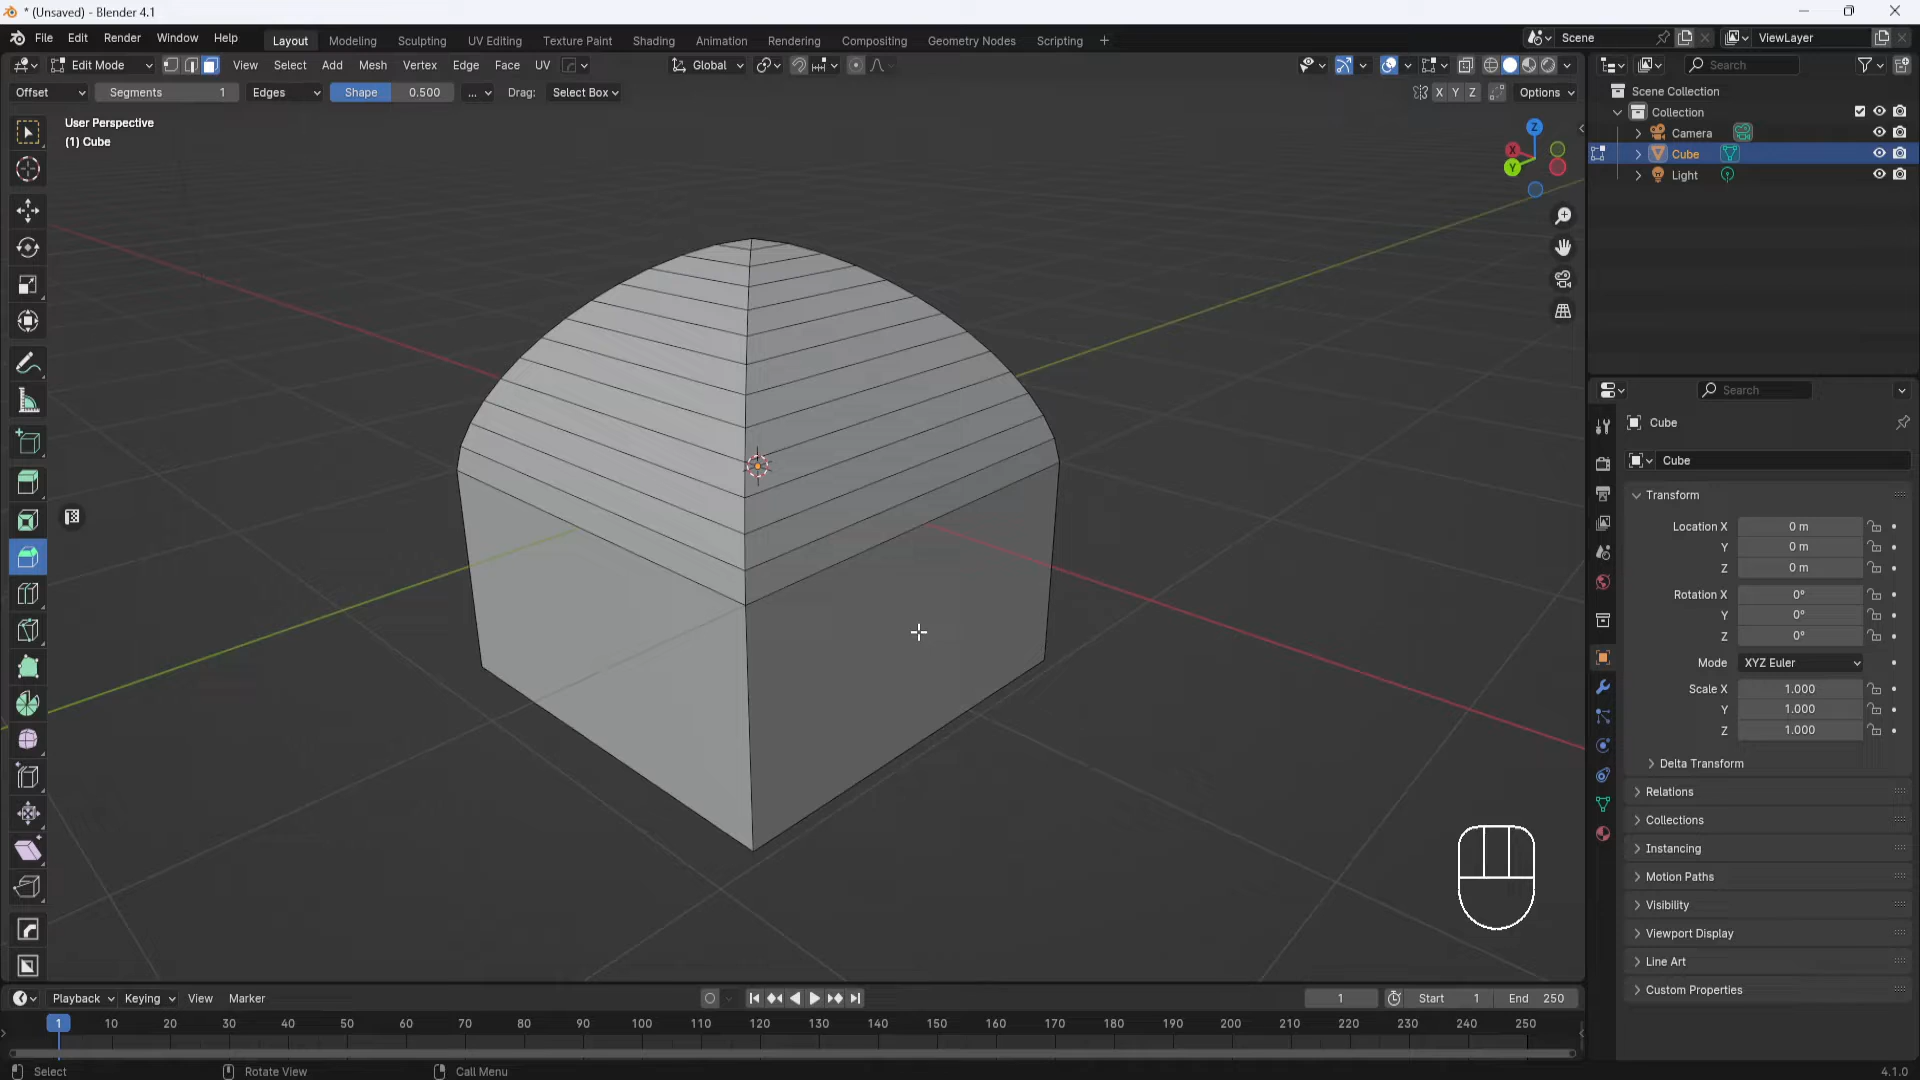 * (Unsaved) - Blender 4.1
File Edit Render Window Help Layout Modeling Sculpting UV Editing Texture Paint Shading Animation Rendering Compositing Geometry Nodes Scripting + Scene ViewLayer
Edit Mode View Select Add Mesh Vertex Edge Face UV Global Search
Offset Segments 1 Edges Shape 0.500 ... Drag: Select Box X Y Z Options
User Perspective
(1) Cube
Z
X
Y
Scene Collection
Collection
Camera
Cube
Light
Search
Cube
Cube
Transform
Location X 0 m
Y 0 m
Z 0 m
Rotation X 0°
Y 0°
Z 0°
Mode XYZ Euler
Scale X 1.000
Y 1.000
Z 1.000
Delta Transform
Relations
Collections
Instancing
Motion Paths
Visibility
Viewport Display
Line Art
Custom Properties
Playback Keying View Marker 1 Start 1 End 250
1 10 20 30 40 50 60 70 80 90 100 110 120 130 140 150 160 170 180 190 200 210 220 230 240 250
Select Rotate View Call Menu 4.1.0